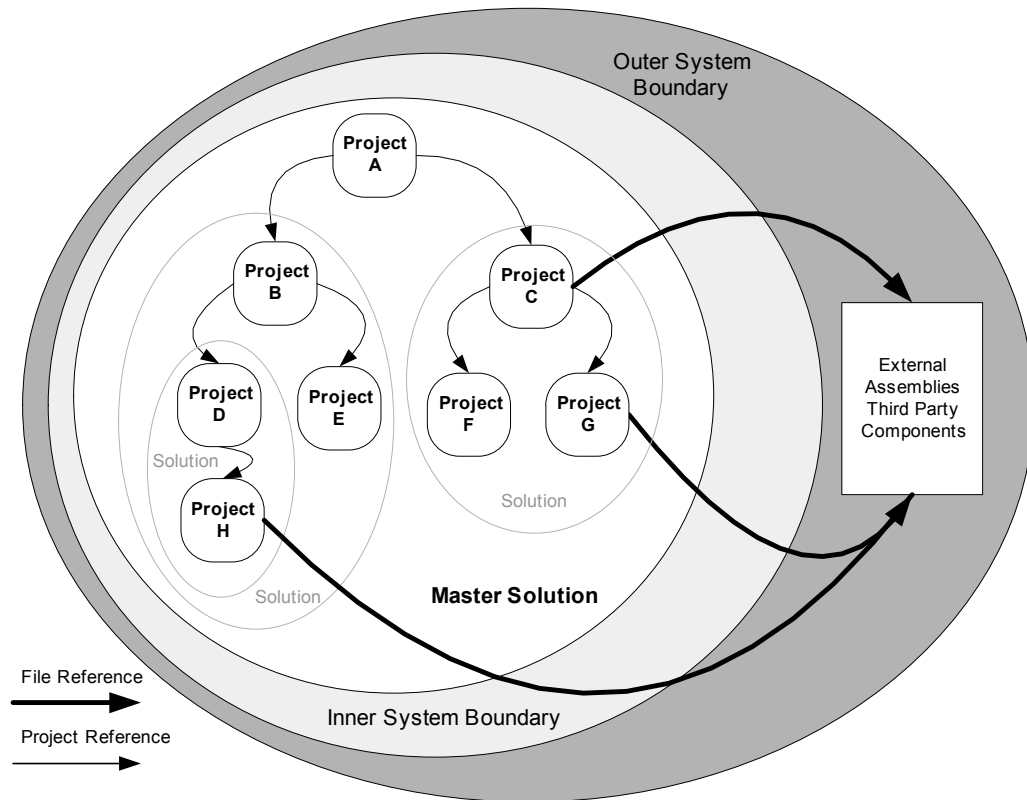 Outer System
Boundary
Project
A
Project
B
Project
C
External
Assemblies
Third Party
Components
Project
D
Project
E
Project
F
Project
G
Solution
Project
H
Solution
Solution
Master Solution
File Reference
Inner System Boundary
Project Reference